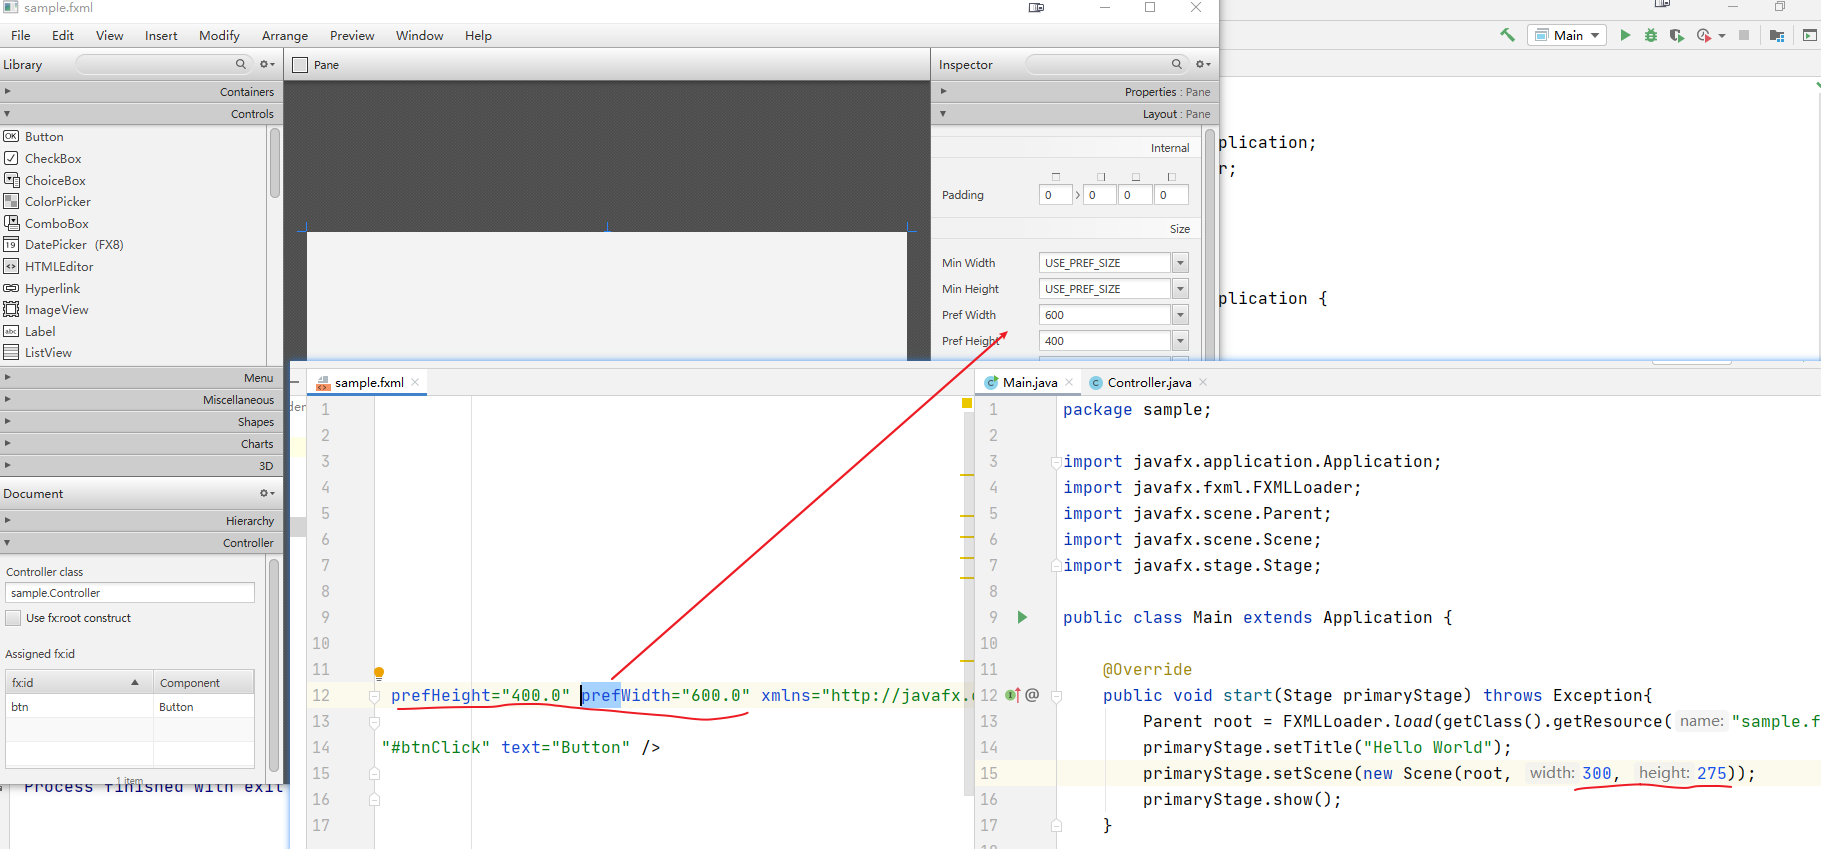 sample.fxml
File Edit View Insert Modify Arrange Preview Window Help
Library
Containers
Controls
OK Button
CheckBox
ChoiceBox
ColorPicker
ComboBox
19 DatePicker (FX8)
HTMLEditor
Hyperlink
ImageView
abc Label
ListView
Menu
Miscellaneous
Shapes
Charts
3D
Document
Hierarchy
Controller
Controller class
sample.Controller
Use fx:root construct
Assigned fx:id
fx:id Component
btn Button
1 item
Process finished with exit
Pane
Inspector
Properties : Pane
Layout : Pane
Internal
Padding 0 0 0 0
Size
Min Width USE_PREF_SIZE
Min Height USE_PREF_SIZE
Pref Width 600
Pref Height 400
Main
plication;
r;
plication {
sample.fxml
1
2
3
4
5
6
7
8
9
10
11
12 prefHeight="400.0" prefWidth="600.0" xmlns="http://javafx.
13
14 "#btnClick" text="Button" />
15
16
17
Main.java Controller.java
1 package sample;
2
3 import javafx.application.Application;
4 import javafx.fxml.FXMLLoader;
5 import javafx.scene.Parent;
6 import javafx.scene.Scene;
7 import javafx.stage.Stage;
8
9 public class Main extends Application {
10
11 @Override
12 public void start(Stage primaryStage) throws Exception{
13 Parent root = FXMLLoader.load(getClass().getResource( name: "sample.f
14 primaryStage.setTitle("Hello World");
15 primaryStage.setScene(new Scene(root, width: 300, height: 275));
16 primaryStage.show();
17 }